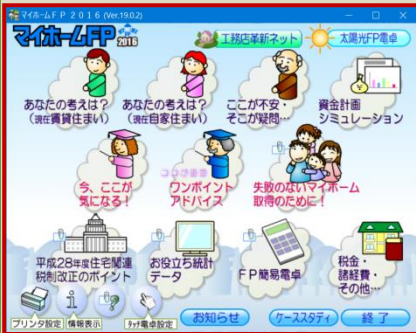 マイホームFP 2016 (Ver.19.0.2)
マイホームFP
2016
工務店革新ネット
太陽光FP電卓
あなたの考えは？
(現在賃貸住まい)
あなたの考えは？
(現在自家住まい)
ここが不安・
そこが疑問…
資金計画
シミュレーション
今、ここが
気になる！
ココが砂防
ワンポイント
アドバイス
失敗のないマイホーム
取得のために！
平成28年度住宅関連
税制改正のポイント
お役立ち統計
データ
FP簡易電卓
税金・
諸経費・
その他…
プリンタ設定
情報表示
タッチ電卓設定
お知らせ
ケーススタディ
終了